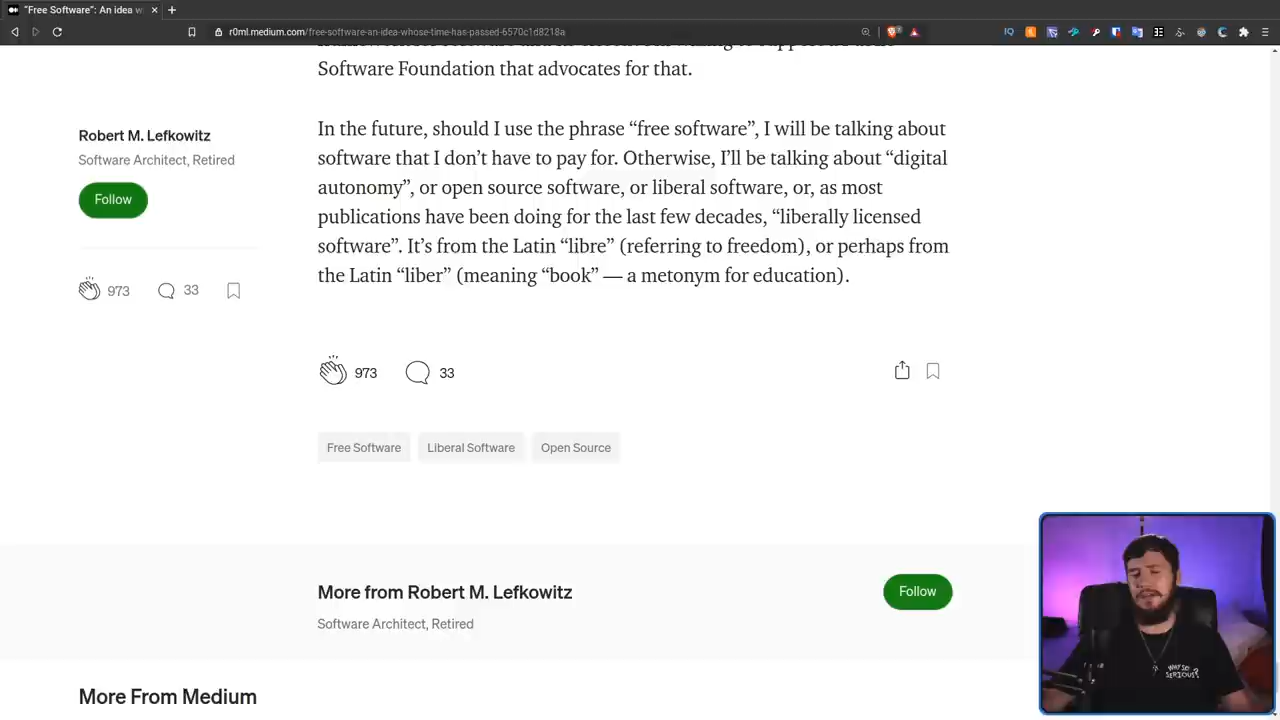 "Free Software": An idea w
r0ml.medium.com/free-software-an-idea-whose-time-has-passed-6570c1d8218a
Software Foundation that advocates for that.
Robert M. Lefkowitz
Software Architect, Retired
Follow
973 33
In the future, should I use the phrase “free software”, I will be talking about
software that I don’t have to pay for. Otherwise, I’ll be talking about “digital
autonomy”, or open source software, or liberal software, or, as most
publications have been doing for the last few decades, “liberally licensed
software”. It’s from the Latin “libre” (referring to freedom), or perhaps from
the Latin “liber” (meaning “book” — a metonym for education).
973 33
Free Software Liberal Software Open Source
More from Robert M. Lefkowitz
Follow
Software Architect, Retired
More From Medium
WHY SO
SERIOUS?